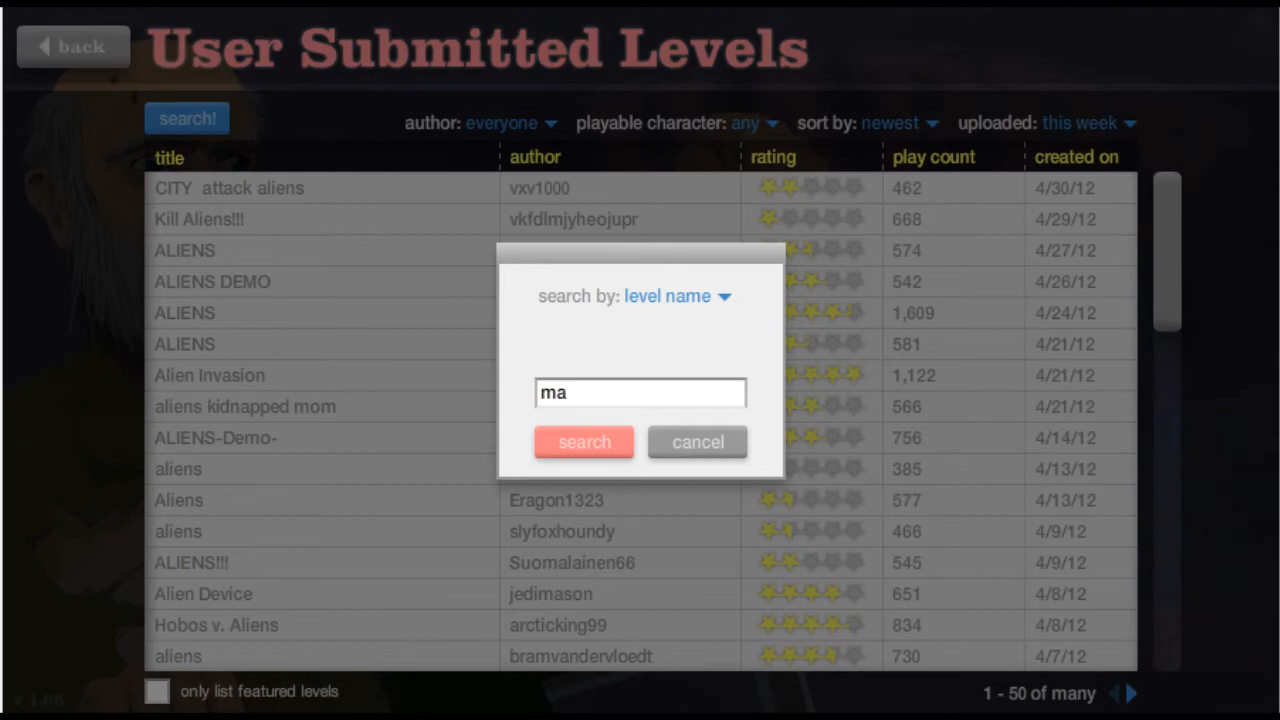 back
User Submitted Levels
search!
author: everyone playable character: any sort by: newest uploaded: this week
title author rating play count created on
CITY attack aliens vxv1000 462 4/30/12
Kill Aliens!!! vkfdlmjyheojupr 668 4/29/12
ALIENS 574 4/27/12
ALIENS DEMO 542 4/26/12
ALIENS 1,609 4/24/12
ALIENS 581 4/21/12
Alien Invasion 1,122 4/21/12
aliens kidnapped mom 566 4/21/12
ALIENS-Demo- 756 4/14/12
aliens 385 4/13/12
Aliens Eragon1323 577 4/13/12
aliens slyfoxhoundy 466 4/9/12
ALIENS!!! Suomalainen66 545 4/9/12
Alien Device jedimason 651 4/8/12
Hobos v. Aliens arcticking99 834 4/8/12
aliens bramvandervloedt 730 4/7/12
search by: level name
ma
search cancel
only list featured levels 1 - 50 of many
v 1.65